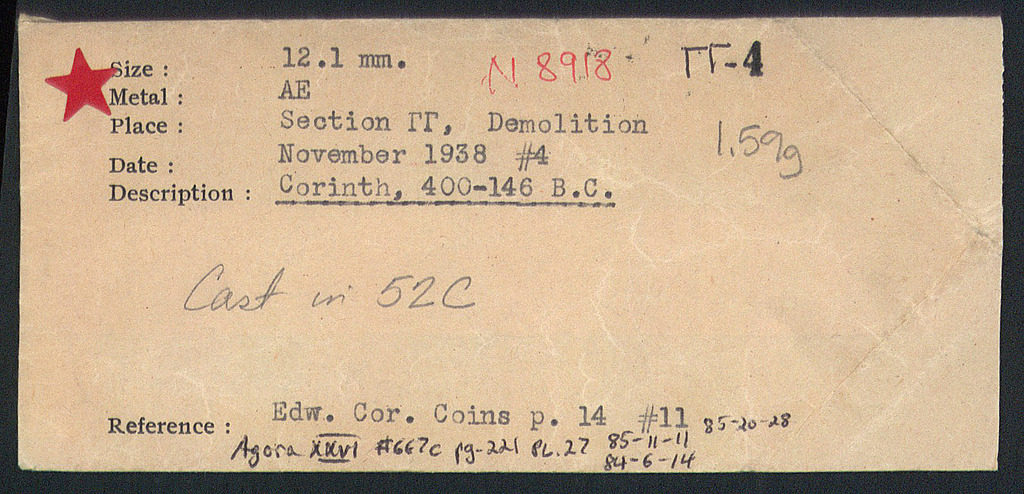 Size : 12.1 mm. N 8918 ΓΓ-4
Metal : AE
Place : Section ΓΓ, Demolition 1.59g
Date : November 1938 #4
Description : Corinth, 400-146 B.C.
Cast in 52C
Reference : Edw. Cor. Coins p. 14 #11 85-20-28
Agora XXVI #667c pg-221 PL.27 85-11-11
84-6-14